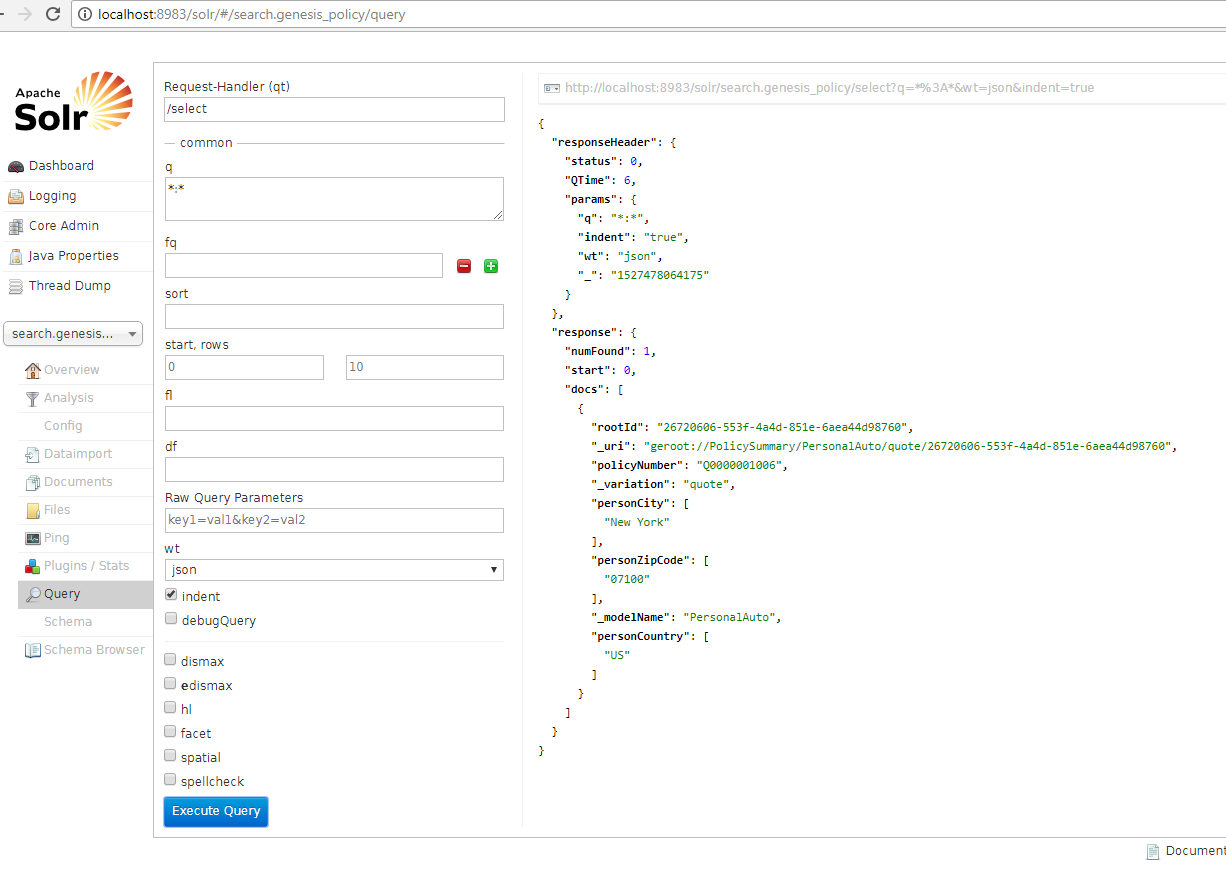 localhost:8983/solr/#/search.genesis_policy/query
Apache
Solr
Dashboard
Logging
Core Admin
Java Properties
Thread Dump
search.genesis...
Overview
Analysis
Config
Dataimport
Documents
Files
Ping
Plugins / Stats
Query
Schema
Schema Browser
Request-Handler (qt)
/select
common
q
*:*
fq
sort
start, rows
0 10
fl
df
Raw Query Parameters
key1=val1&key2=val2
wt
json
indent
debugQuery
dismax
edismax
hl
facet
spatial
spellcheck
Execute Query
http://localhost:8983/solr/search.genesis_policy/select?q=*%3A*&wt=json&indent=true
{
"responseHeader": {
"status": 0,
"QTime": 6,
"params": {
"q": "*:*",
"indent": "true",
"wt": "json",
"_": "1527478064175"
}
},
"response": {
"numFound": 1,
"start": 0,
"docs": [
{
"rootId": "26720606-553f-4a4d-851e-6aea44d98760",
"_uri": "geroot://PolicySummary/PersonalAuto/quote/26720606-553f-4a4d-851e-6aea44d98760",
"policyNumber": "Q0000001006",
"_variation": "quote",
"personCity": [
"New York"
],
"personZipCode": [
"07100"
],
"_modelName": "PersonalAuto",
"personCountry": [
"US"
]
}
]
}
}
Document